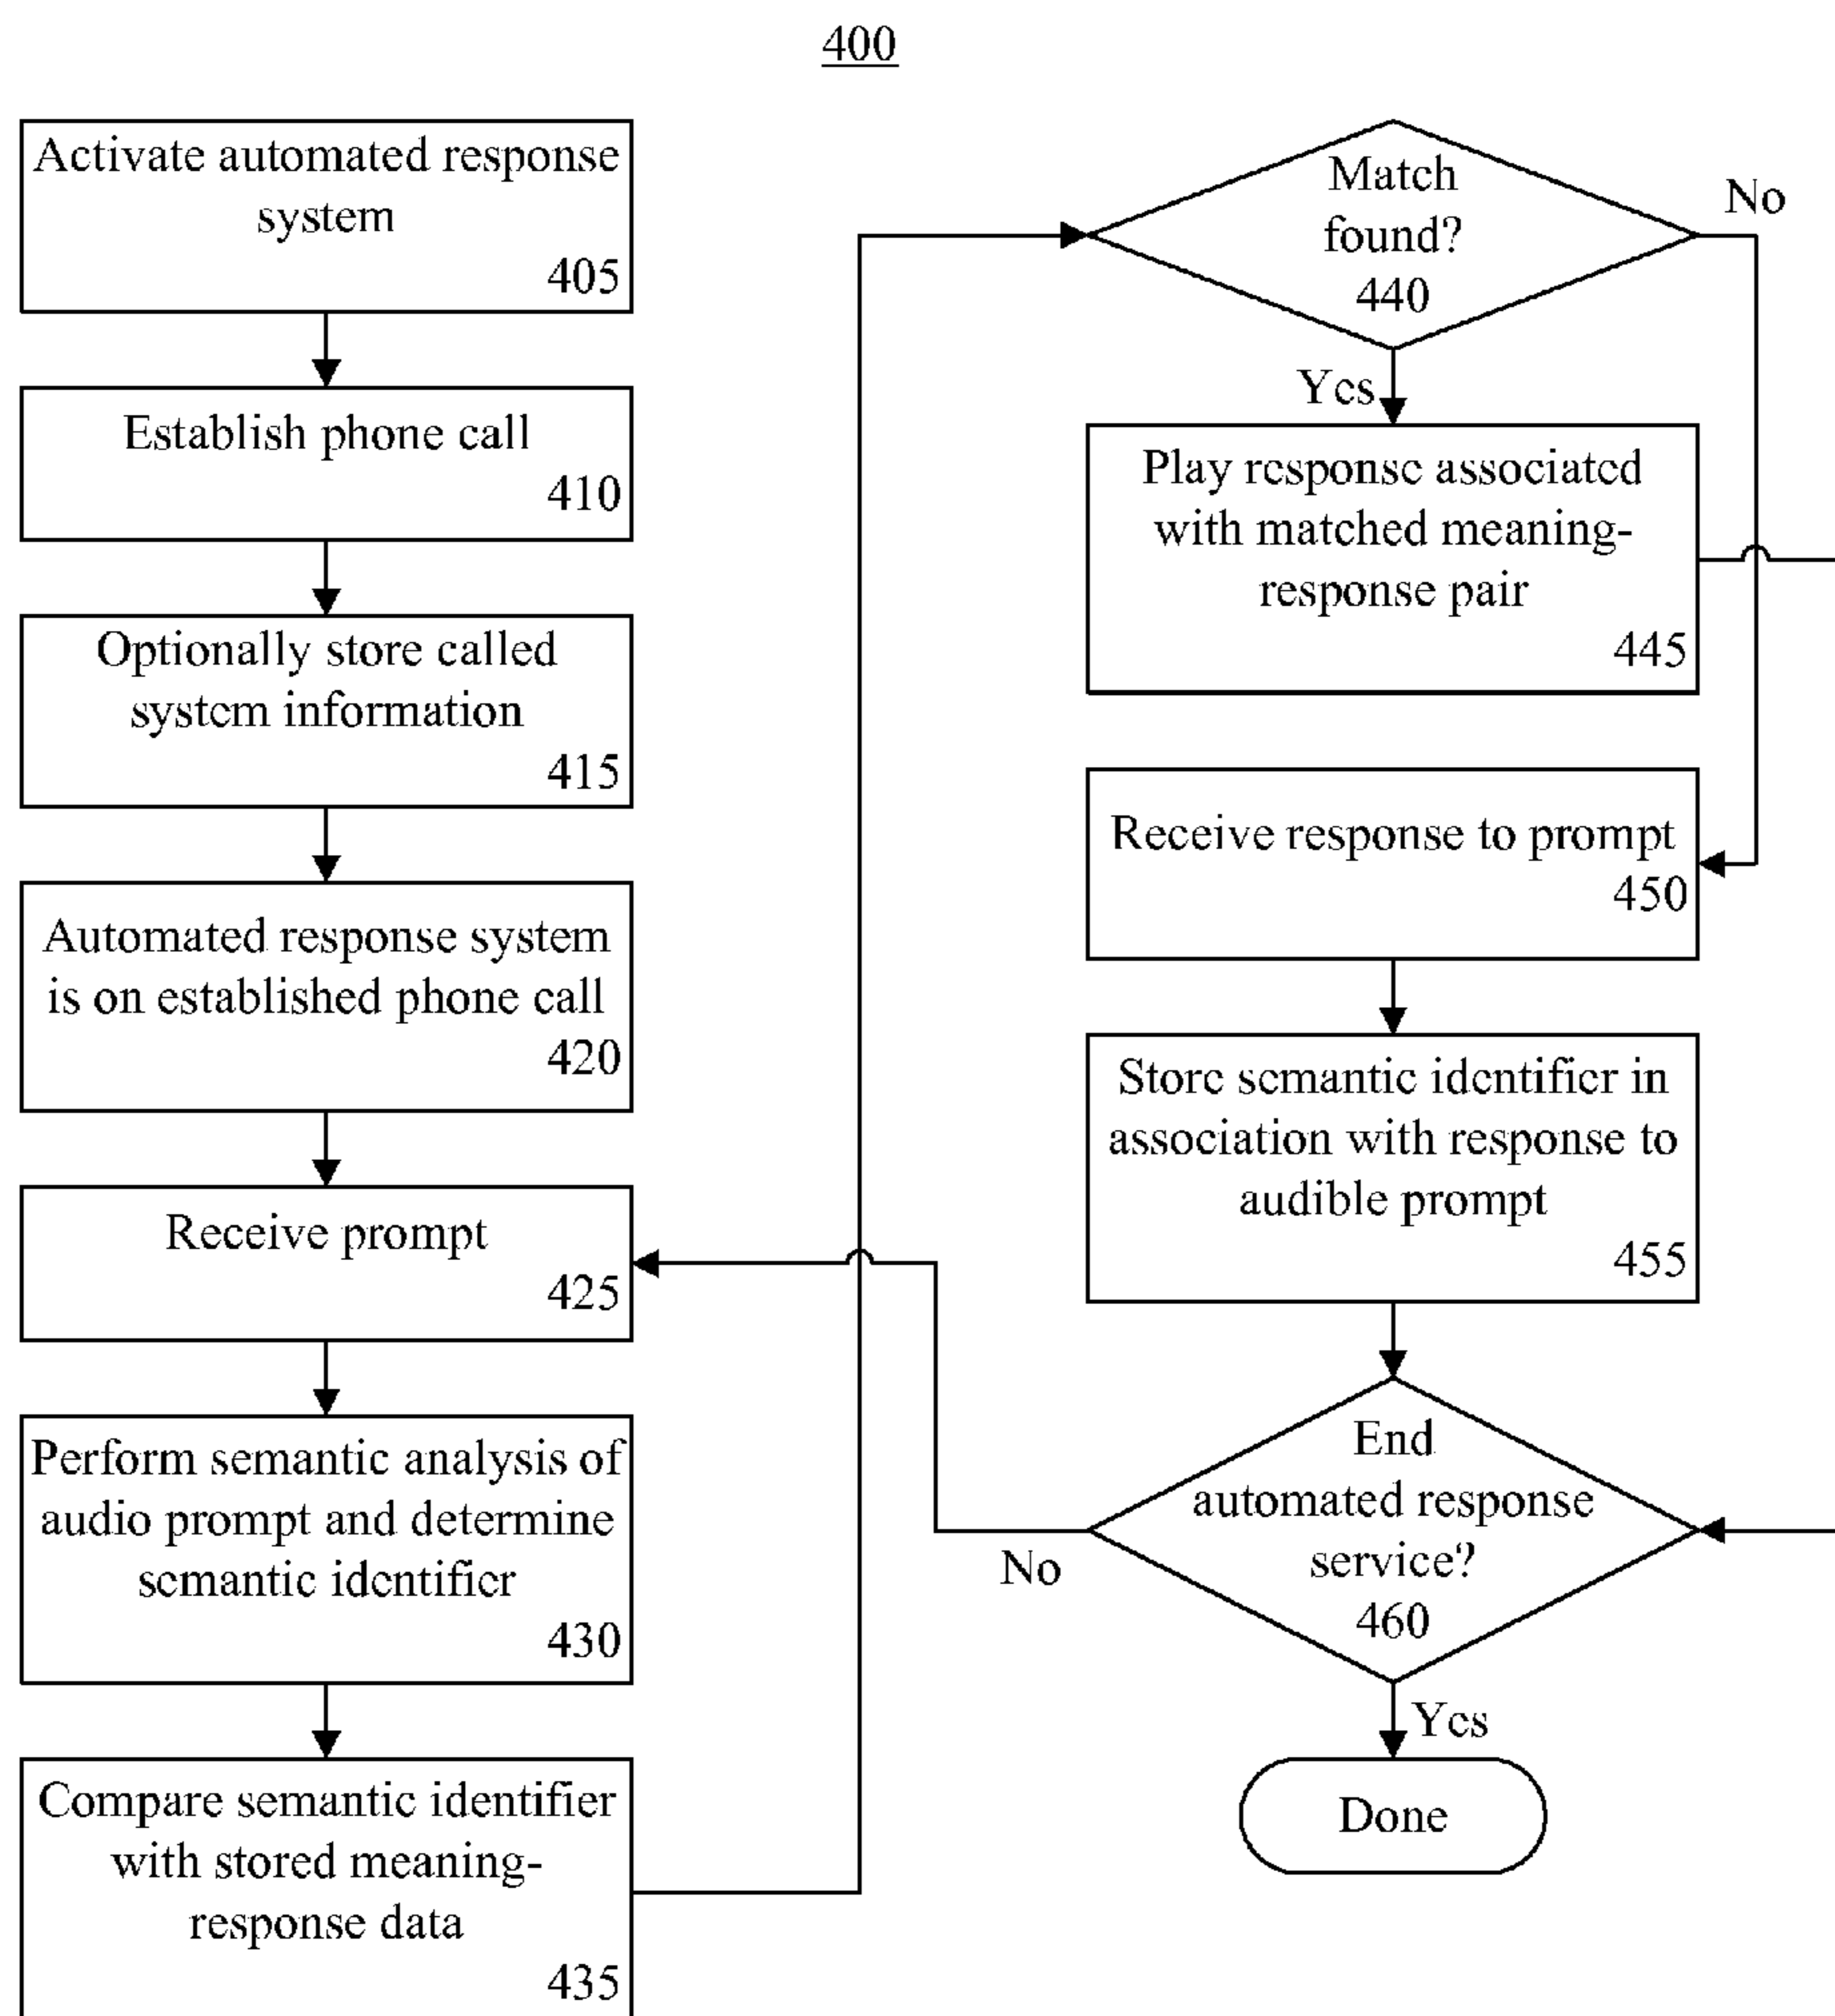 400
Activate automated response
system
405
Establish phone call
410
Optionally store called
system information
415
Automated response system
is on established phone call
420
Receive prompt
425
Perform semantic analysis of
audio prompt and determine
semantic identifier
430
Compare semantic identifier
with stored meaning-
response data
435
Match
found?
440
No
Yes
Play response associated
with matched meaning-
response pair
445
Receive response to prompt
450
Store semantic identifier in
association with response to
audible prompt
455
End
automated response
service?
460
No
Yes
Done